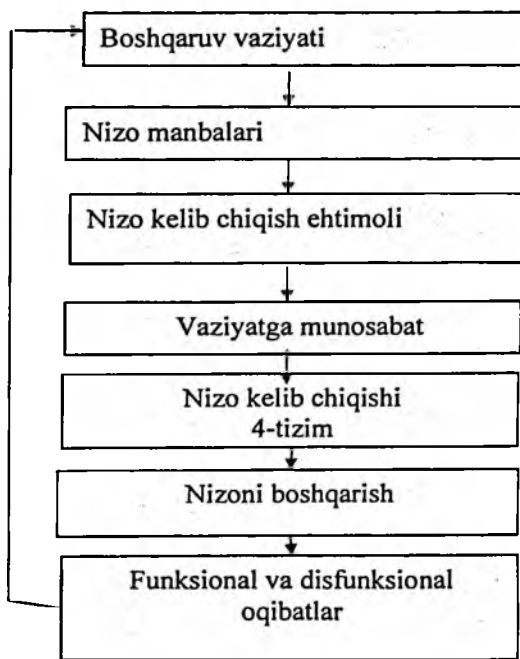 Boshqaruv vaziyati
Nizo manbalari
Nizo kelib chiqish ehtimoli
Vaziyatga munosabat
Nizo kelib chiqishi
4-tizim
Nizoni boshqarish
Funksional va disfunksional
oqibatlar